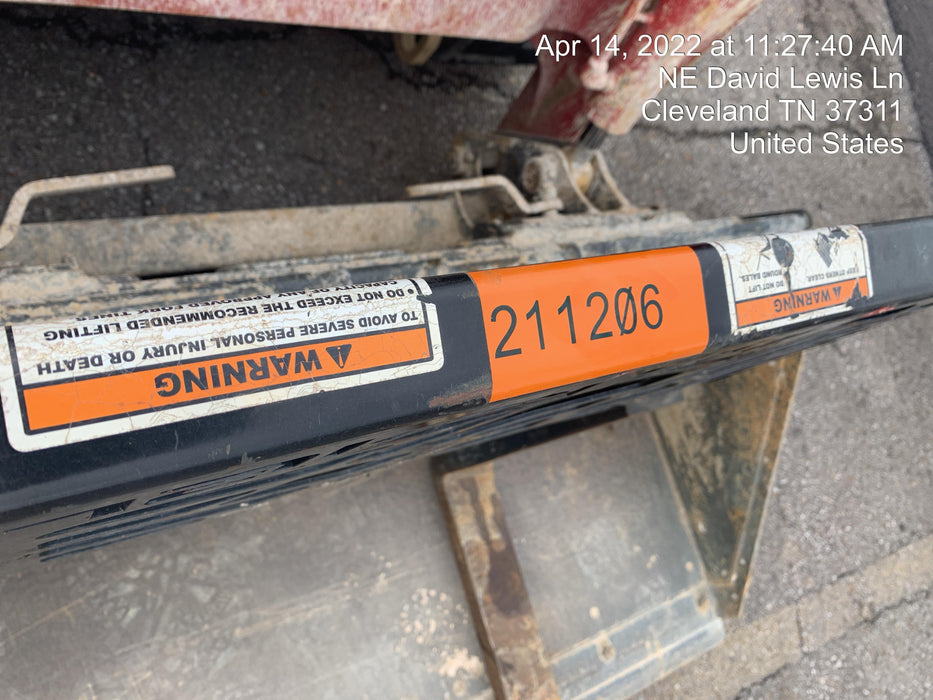 Apr 14, 2022 at 11:27:40 AM
NE David Lewis Ln
Cleveland TN 37311
United States
211206
WARNING
TO AVOID SEVERE PERSONAL INJURY OR DEATH
DO NOT EXCEED THE RECOMMENDED LIFTING
WARNING
DO NOT LIFT
ROUND BALES
KEEP OTHERS CLEAR